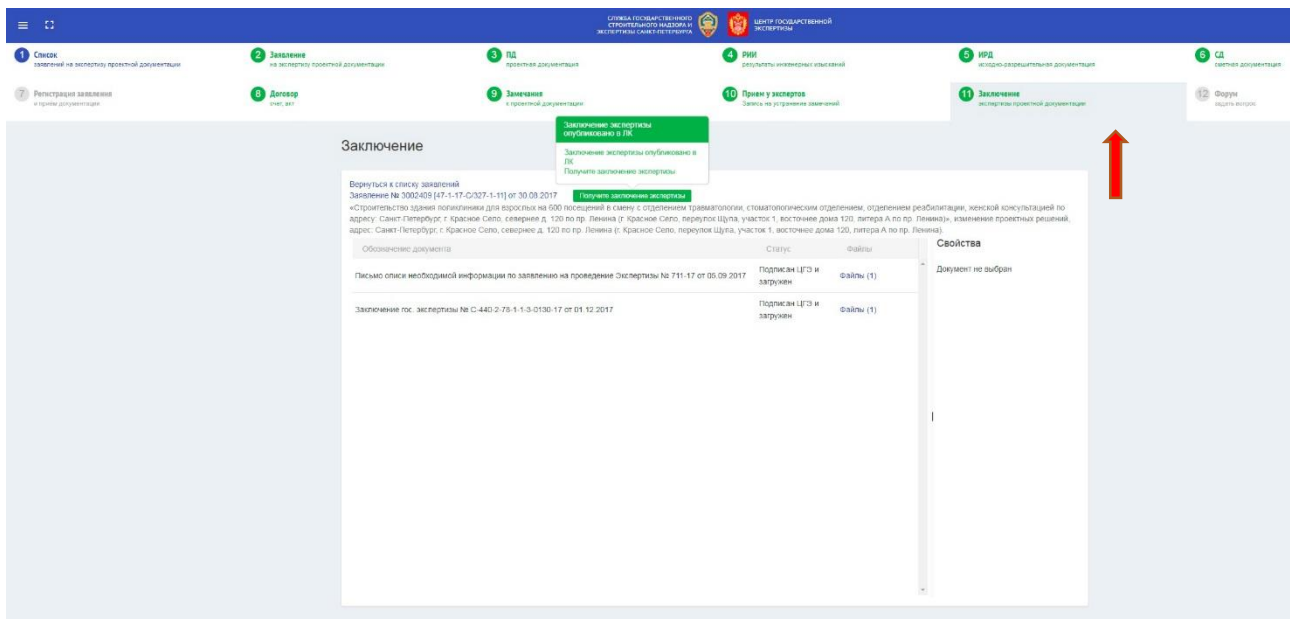 СЛУЖБА ГОСУДАРСТВЕННОГО
СТРОИТЕЛЬНОГО НАДЗОРА И
ЭКСПЕРТИЗЫ САНКТ-ПЕТЕРБУРГА
ЦЕНТР ГОСУДАРСТВЕННОЙ
ЭКСПЕРТИЗЫ
1 Список
заявлений на экспертизу проектной документации
2 Заявление
на экспертизу проектной документации
3 ПД
проектная документация
4 РИИ
результаты инженерных изысканий
5 ИРД
исходно-разрешительная документация
6 СД
сметная документация
7 Регистрация заявления
и приём документации
8 Договор
счет, акт
9 Замечания
к проектной документации
10 Прием у экспертов
Запись на устранение замечаний
11 Заключение
экспертизы проектной документации
12 Форум
задать вопрос
Заключение экспертизы
опубликовано в ЛК
Заключение экспертизы опубликовано в
ЛК
Получите заключение экспертизы
Заключение
Вернуться к списку заявлений
Заявление № 3002409 [47-1-17-С/327-1-11] от 30.08.2017
Получите заключение экспертизы
«Строительство здания поликлиники для взрослых на 600 посещений в смену с отделением травматологии, стоматологическим отделением, отделением реабилитации, женской консультацией по
адресу: Санкт-Петербург, г. Красное Село, севернее д. 120 по пр. Ленина (г. Красное Село, переулок Щупа, участок 1, восточнее дома 120, литера А по пр. Ленина)», изменение проектных решений,
адрес: Санкт-Петербург, г. Красное Село, севернее д. 120 по пр. Ленина (г. Красное Село, переулок Щупа, участок 1, восточнее дома 120, литера А по пр. Ленина).
Обозначение документа
Статус
Файлы
Свойства
Документ не выбран
Письмо описи необходимой информации по заявлению на проведение Экспертизы № 711-17 от 05.09.2017
Подписан ЦГЭ и
загружен
Файлы (1)
Заключение гос. экспертизы № С-440-2-78-1-1-3-0130-17 от 01.12.2017
Подписан ЦГЭ и
загружен
Файлы (1)